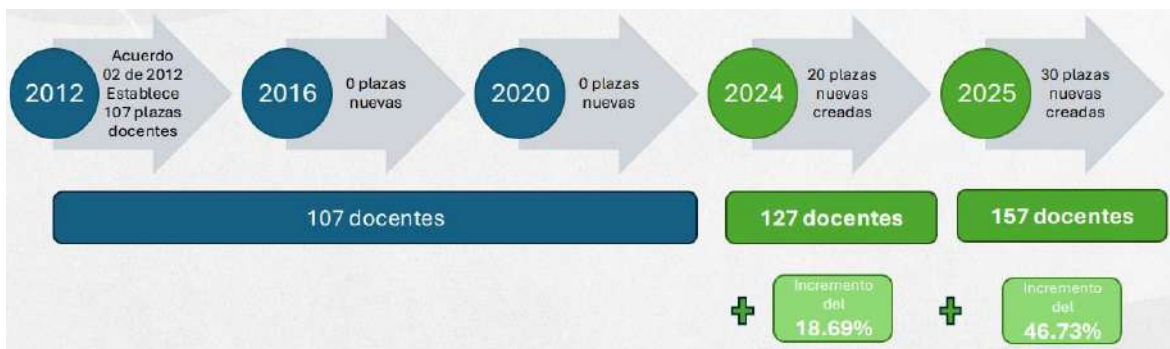 2012
Acuerdo
02 de 2012
Establece
107 plazas
docentes
2016
0 plazas
nuevas
2020
0 plazas
nuevas
2024
20 plazas
nuevas
creadas
2025
30 plazas
nuevas
creadas
107 docentes
127 docentes
157 docentes
Incremento
del
18.69%
Incremento
del
46.73%